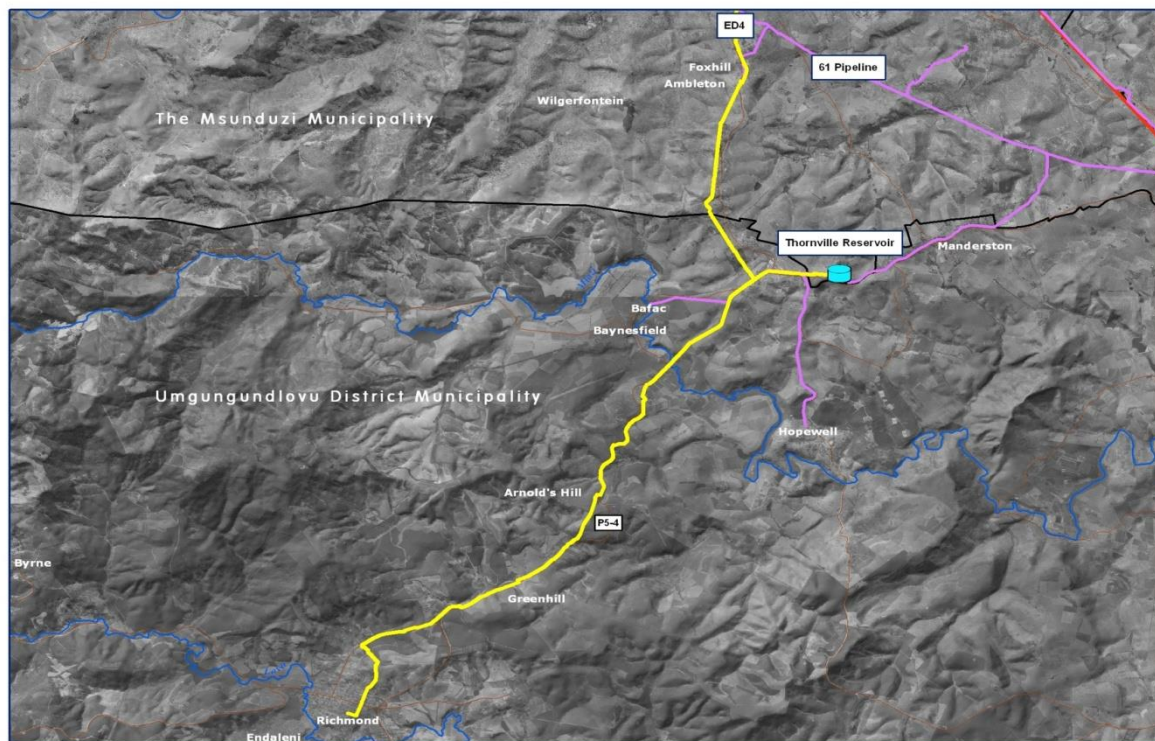 ED4
Foxhill
61 Pipeline
Ambleton
Wilgerfontein
The Msunduzi Municipality
Thornville Reservoir
Manderston
Bafac
Baynesfield
Umgungundlovu District Municipality
Hopewell
Arnold's Hill
P5-4
Byrne
Greenhill
Richmond
Endaleni